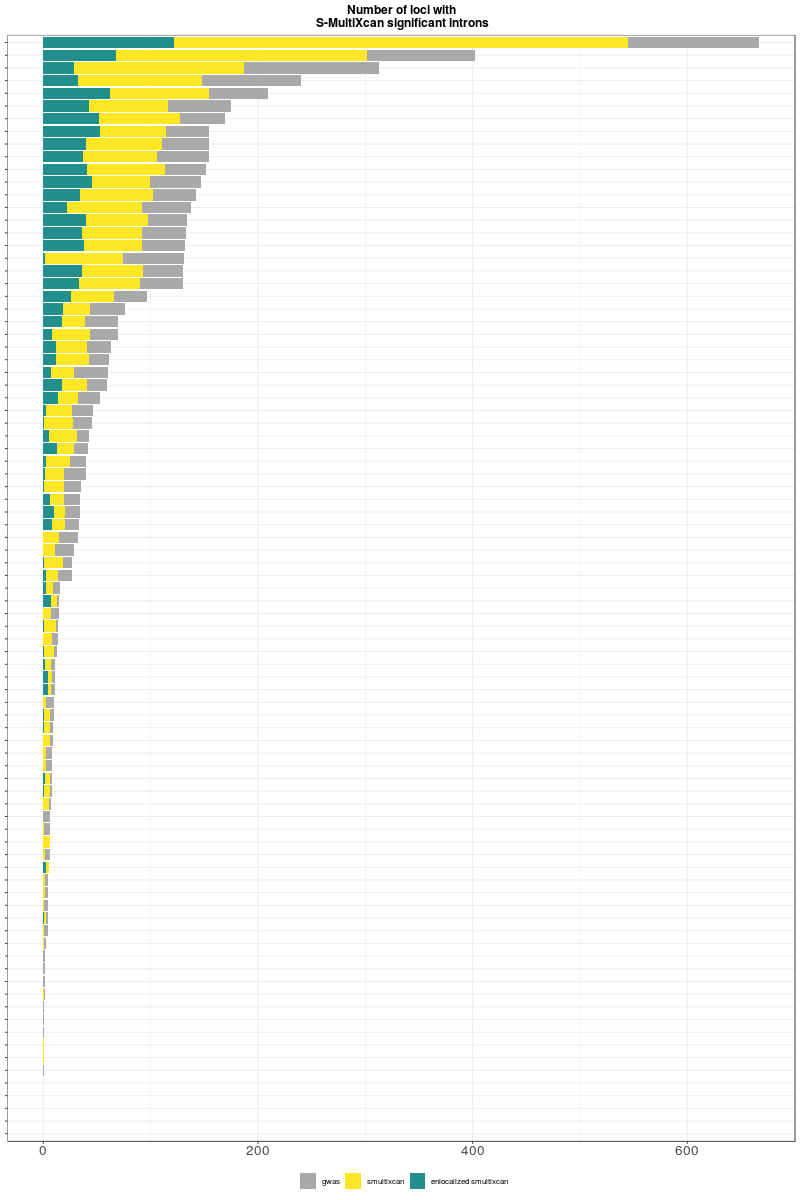 Number of loci with
S-MultiXcan significant introns
0 200 400 600
gwas smultixcan enlocalized smultixcan